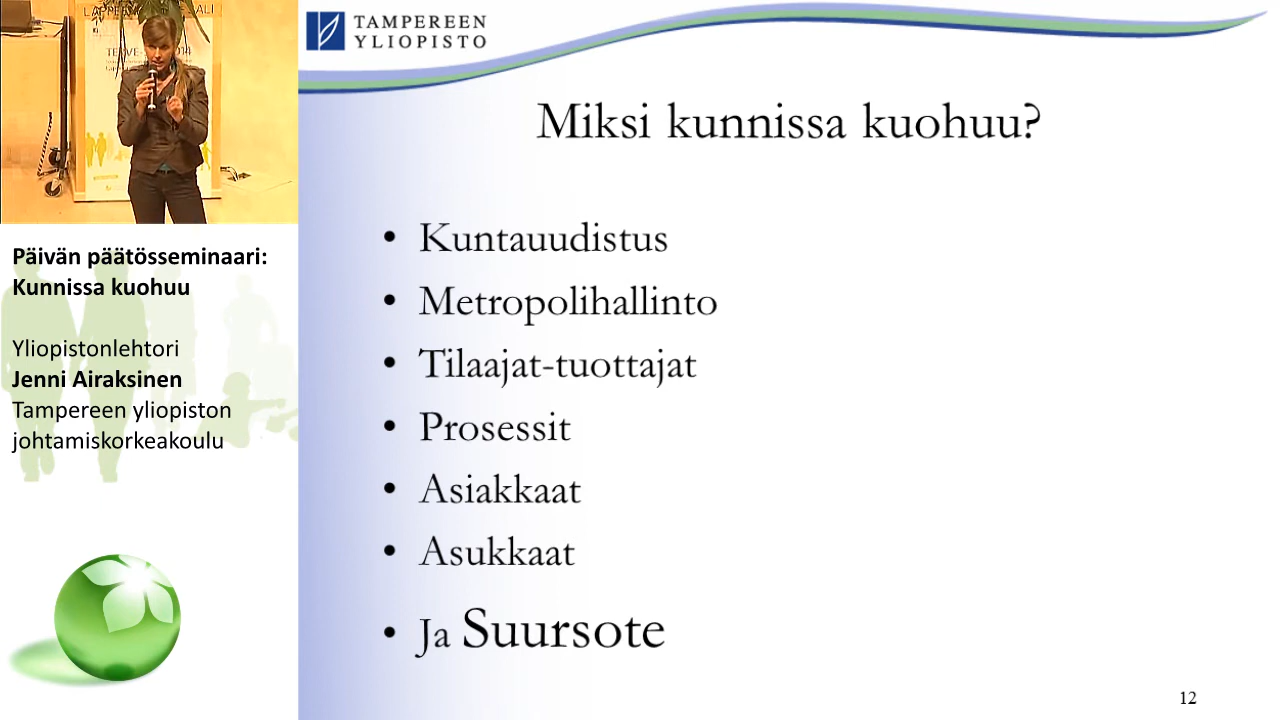 TAMPEREEN
YLIOPISTO
Miksi kunnissa kuohuu?
• Kuntauudistus
• Metropolihallinto
• Tilaajat-tuottajat
• Prosessit
• Asiakkaat
• Asukkaat
• Ja Suursote
12
Päivän päätösseminaari:
Kunnissa kuohuu
Yliopistonlehtori
Jenni Airaksinen
Tampereen yliopiston
johtamiskorkeakoulu